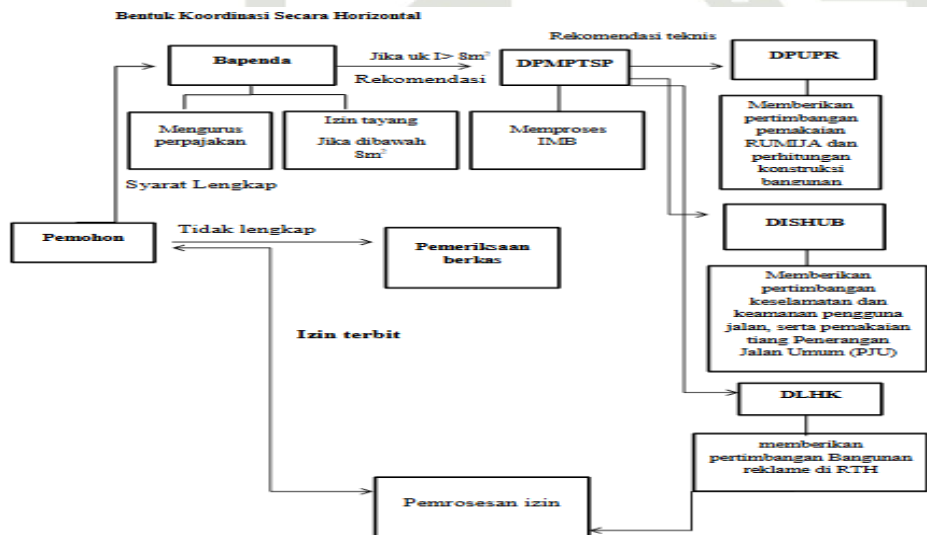 Bentuk Koordinasi Secara Horizontal
Bapenda
Jika uk I> 8m²
Rekomendasi
DPMPTSP
Rekomendasi teknis
DPUPR
Mengurus
perpajakan
Izin tayang
Jika dibawah
8m²
Memproses
IMB
Memberikan
pertimbangan
pemakaian
RUMIJA dan
perhitungan
konstruksi
bangunan
Syarat Lengkap
Pemohon
Tidak lengkap
Pemeriksaan
berkas
DISHUB
Memberikan
pertimbangan
keselamatan dan
keamanan pengguna
jalan, serta pemakaian
tiang Penerangan
Jalan Umum (PJU)
Izin terbit
DLHK
memberikan
pertimbangan Bangunan
reklame di RTH
Pemrosesan izin